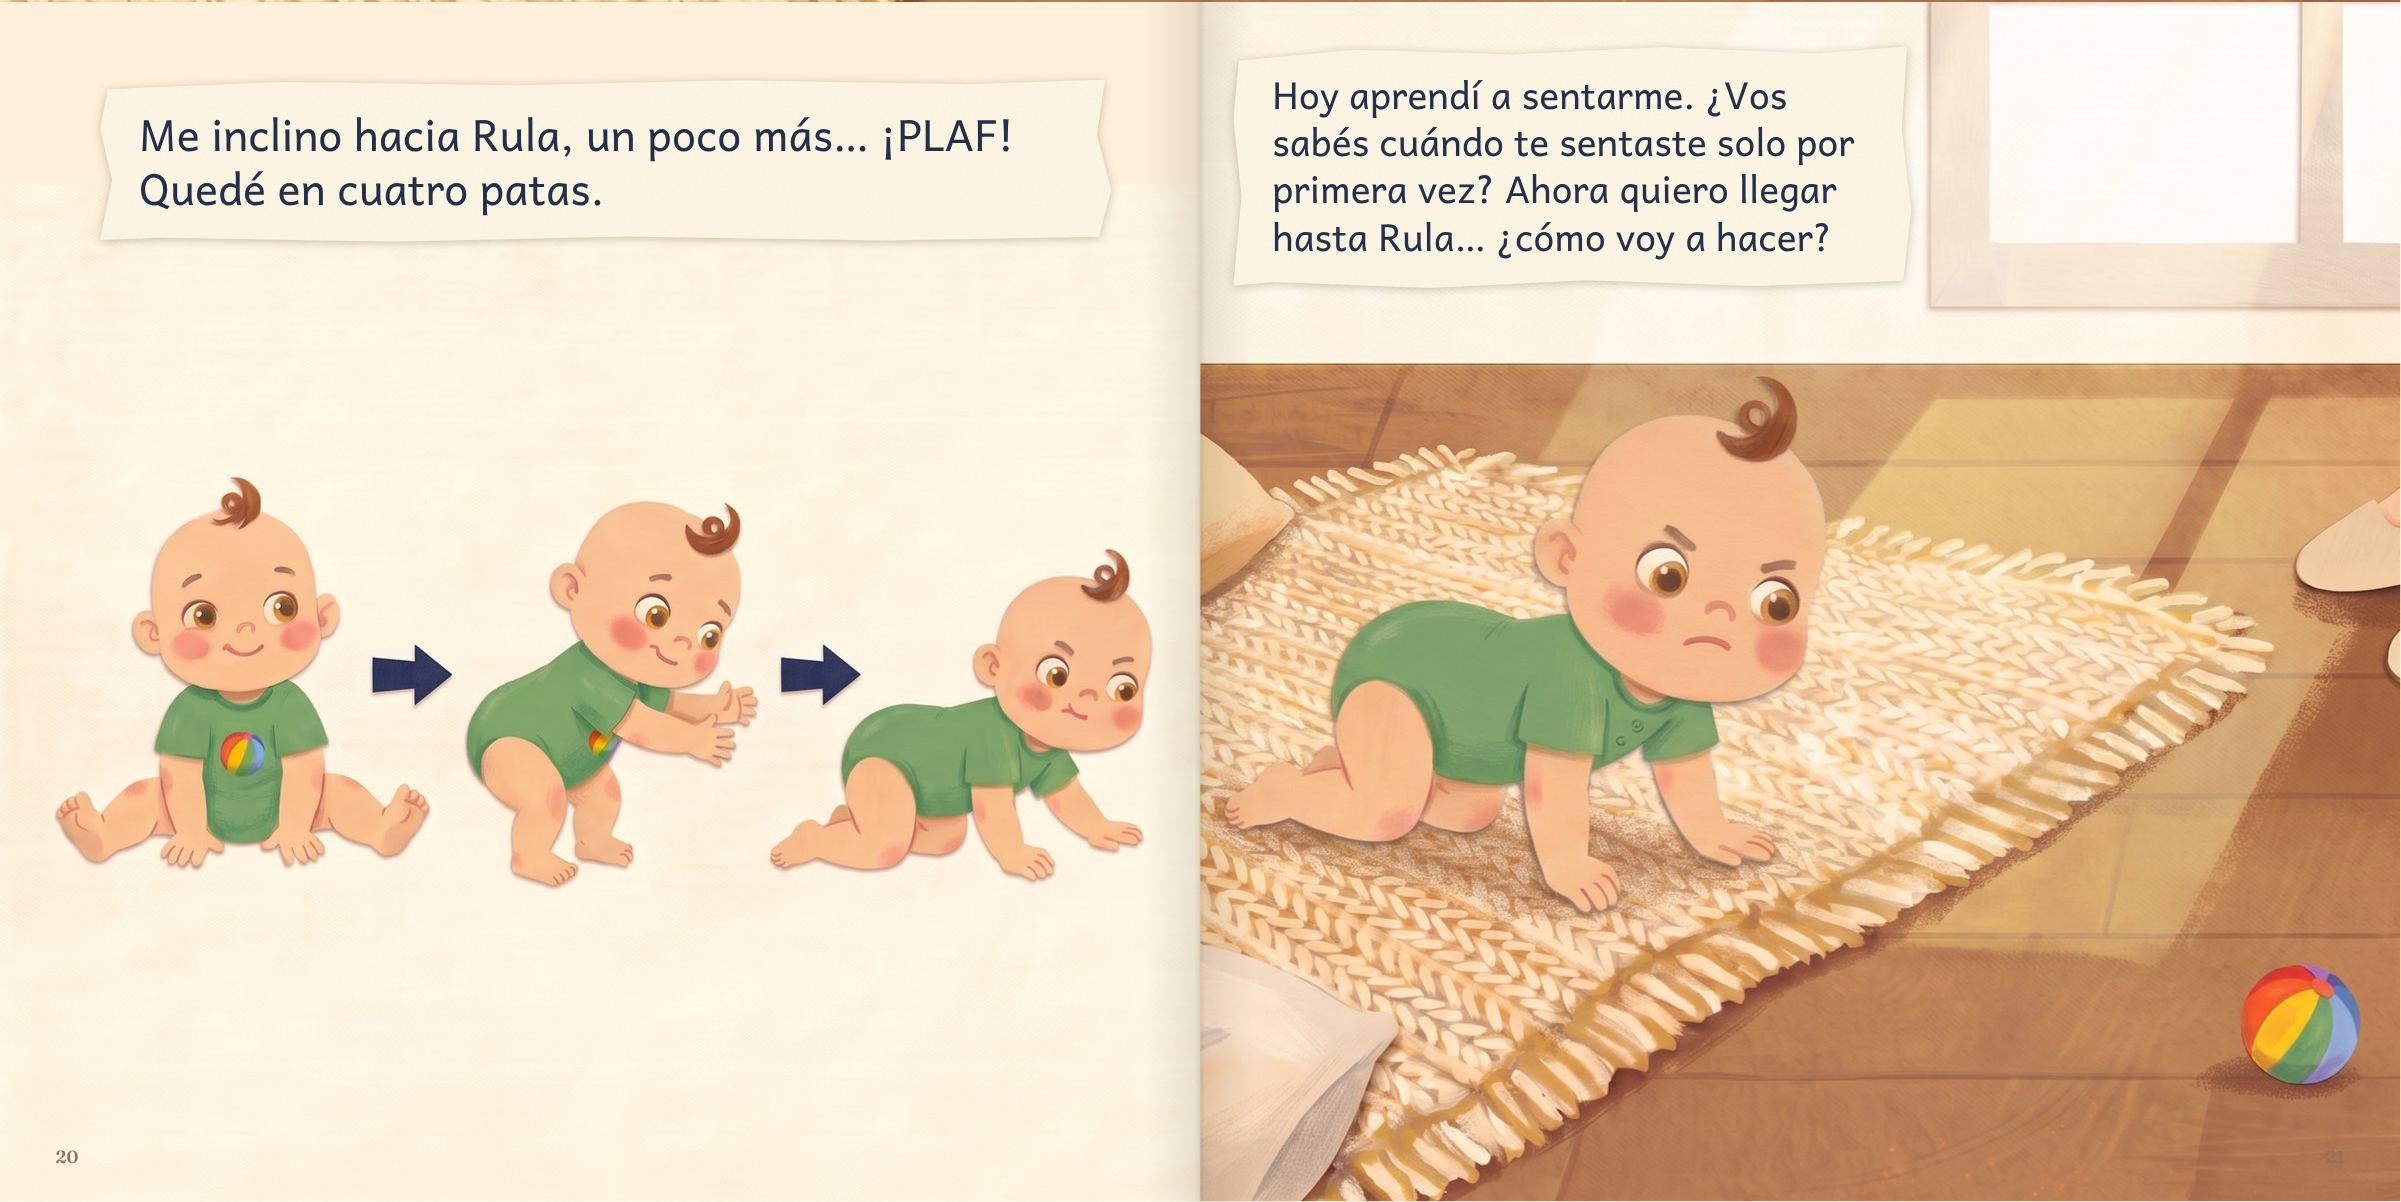 Me inclino hacia Rula, un poco más... ¡PLAF!
Quedé en cuatro patas.
Hoy aprendí a sentarme. ¿Vos
sabés cuándo te sentaste solo por
primera vez? Ahora quiero llegar
hasta Rula... ¿cómo voy a hacer?
20
21